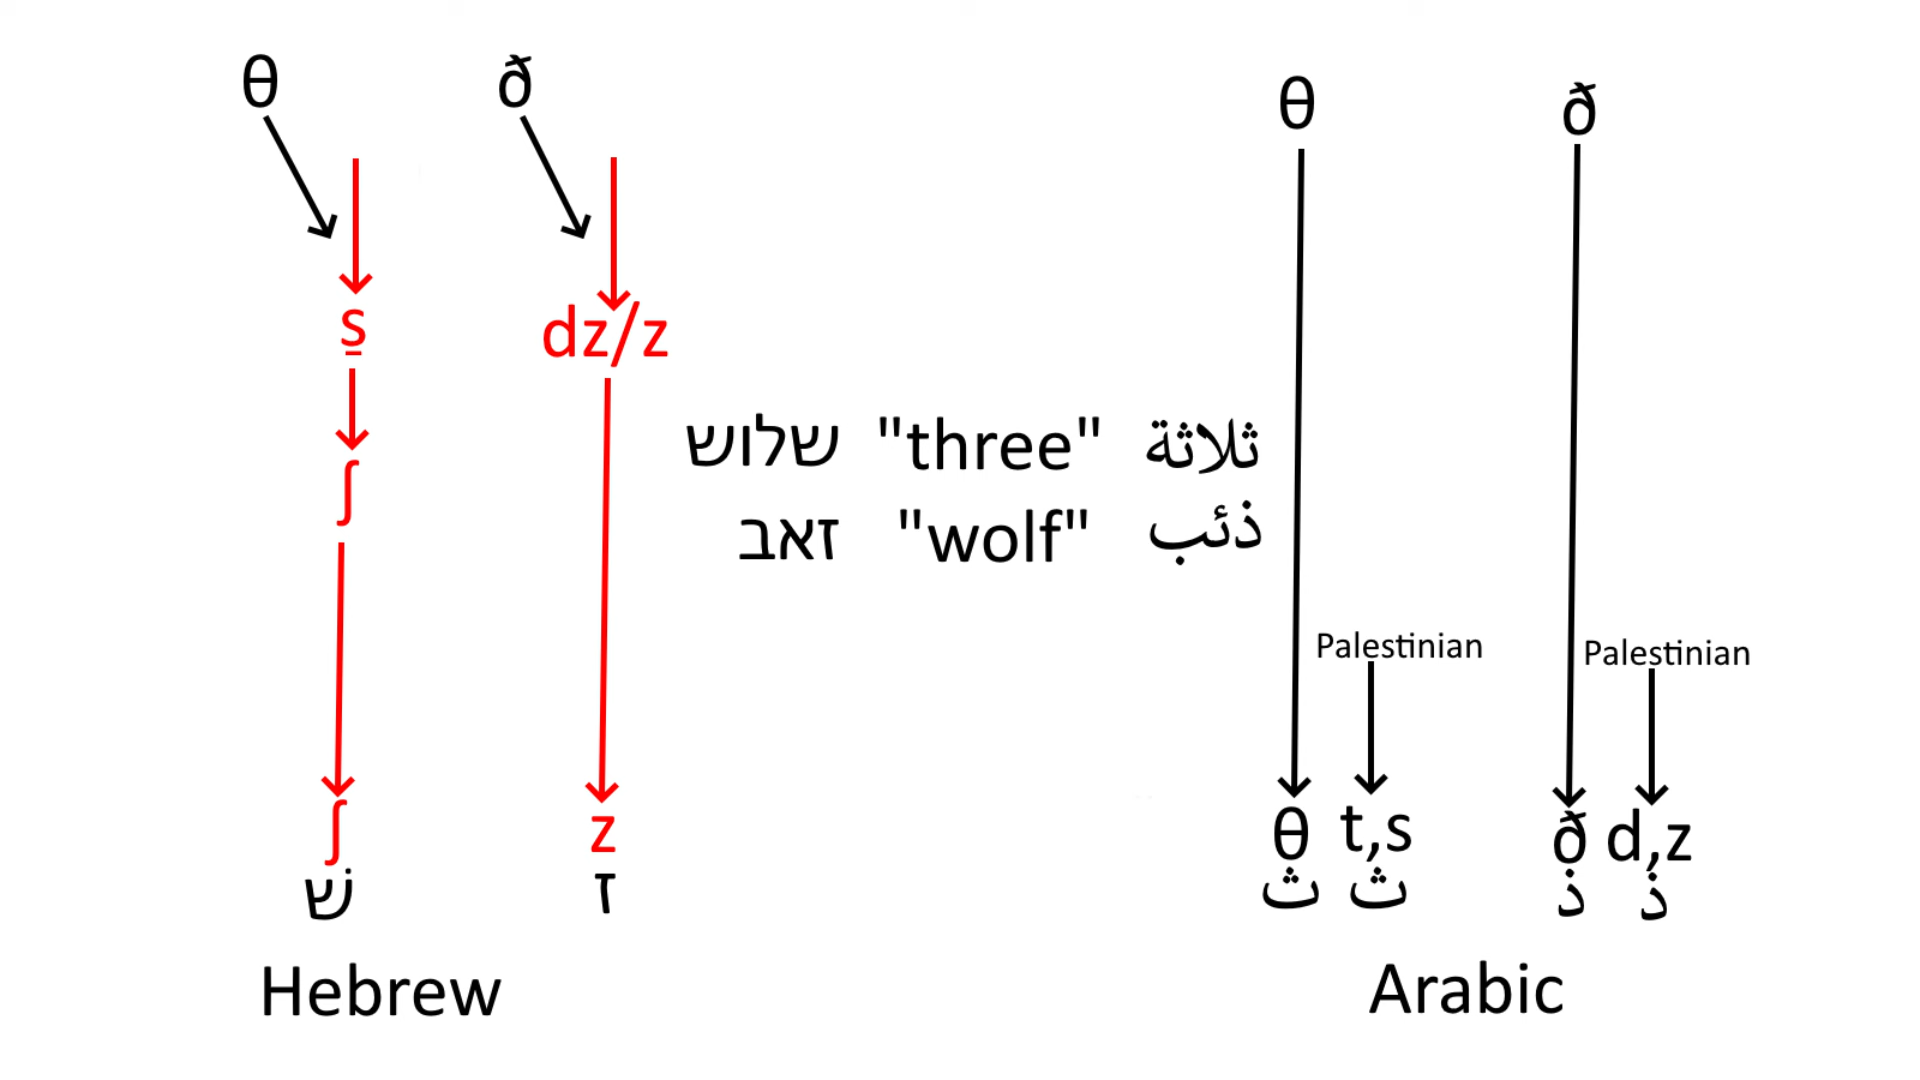 θ ð
θ ð
s̱ dz/z
ʃ
שלוש "three" ثلاثة
זאב "wolf" ذئب
Palestinian Palestinian
ʃ z
θ t,s ð d,z
שׁ ז
ث ث ذ ذ
Hebrew Arabic